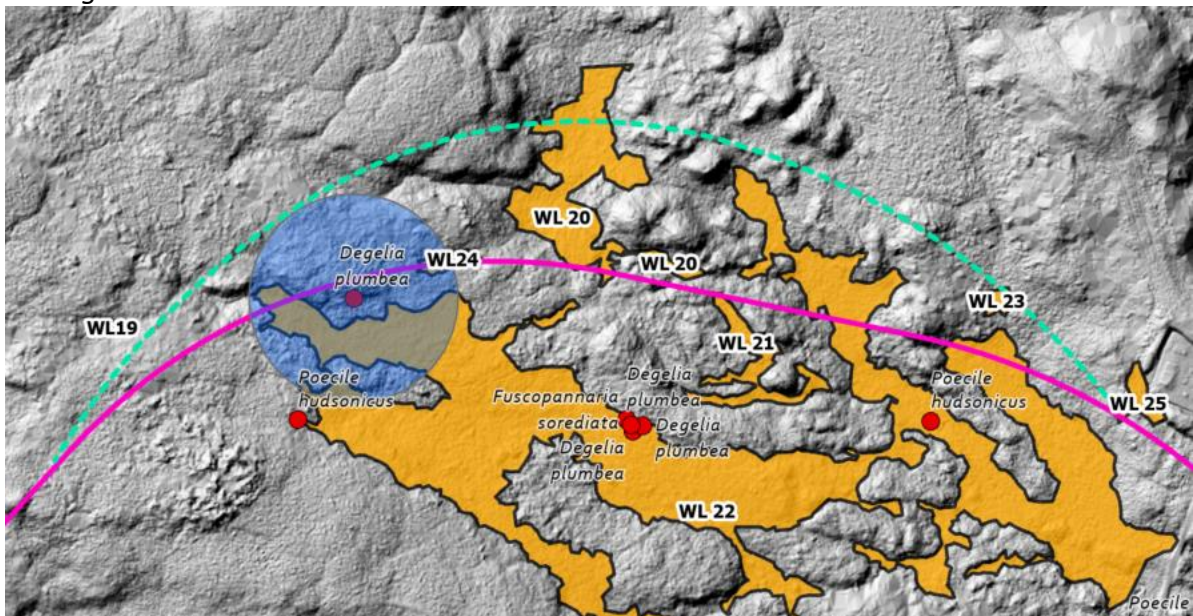 WL 20
Degelia
plumbea
WL24
WL 20
WL 23
WL19
WL 21
Poecile
hudsonicus
Degelia
plumbea
Poecile
hudsonicus
Fuscopannaria
sorediata
WL 25
Degelia
plumbea
Degelia
plumbea
WL 22
Poecile